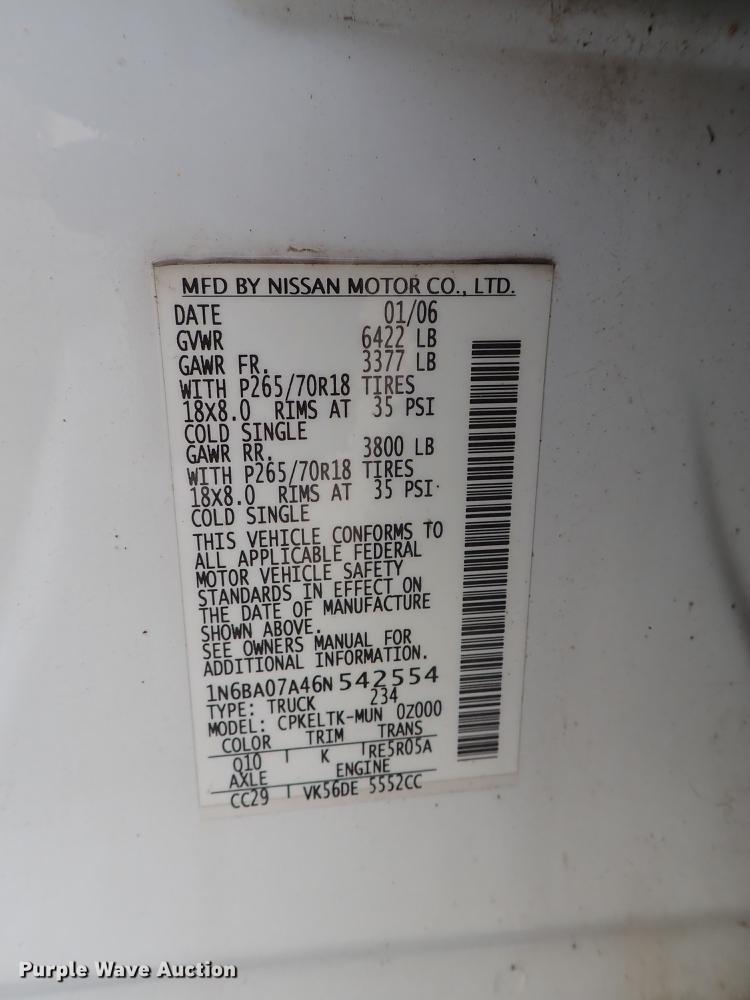 MFD BY NISSAN MOTOR CO., LTD.
DATE 01/06
GVWR 6422 LB
GAWR FR. 3377 LB
WITH P265/70R18 TIRES
18X8.0 RIMS AT 35 PSI
COLD SINGLE
GAWR RR. 3800 LB
WITH P265/70R18 TIRES
18X8.0 RIMS AT 35 PSI
COLD SINGLE
THIS VEHICLE CONFORMS TO
ALL APPLICABLE FEDERAL
MOTOR VEHICLE SAFETY
STANDARDS IN EFFECT ON
THE DATE OF MANUFACTURE
SHOWN ABOVE.
SEE OWNERS MANUAL FOR
ADDITIONAL INFORMATION.
1N6BA07A46N 542554
TYPE: TRUCK 234
MODEL: CPKELTK-MUN 0Z000
COLOR TRIM TRANS
Q10 K RE5R05A
AXLE ENGINE
CC29 VK56DE 5552CC
Purple Wave Auction